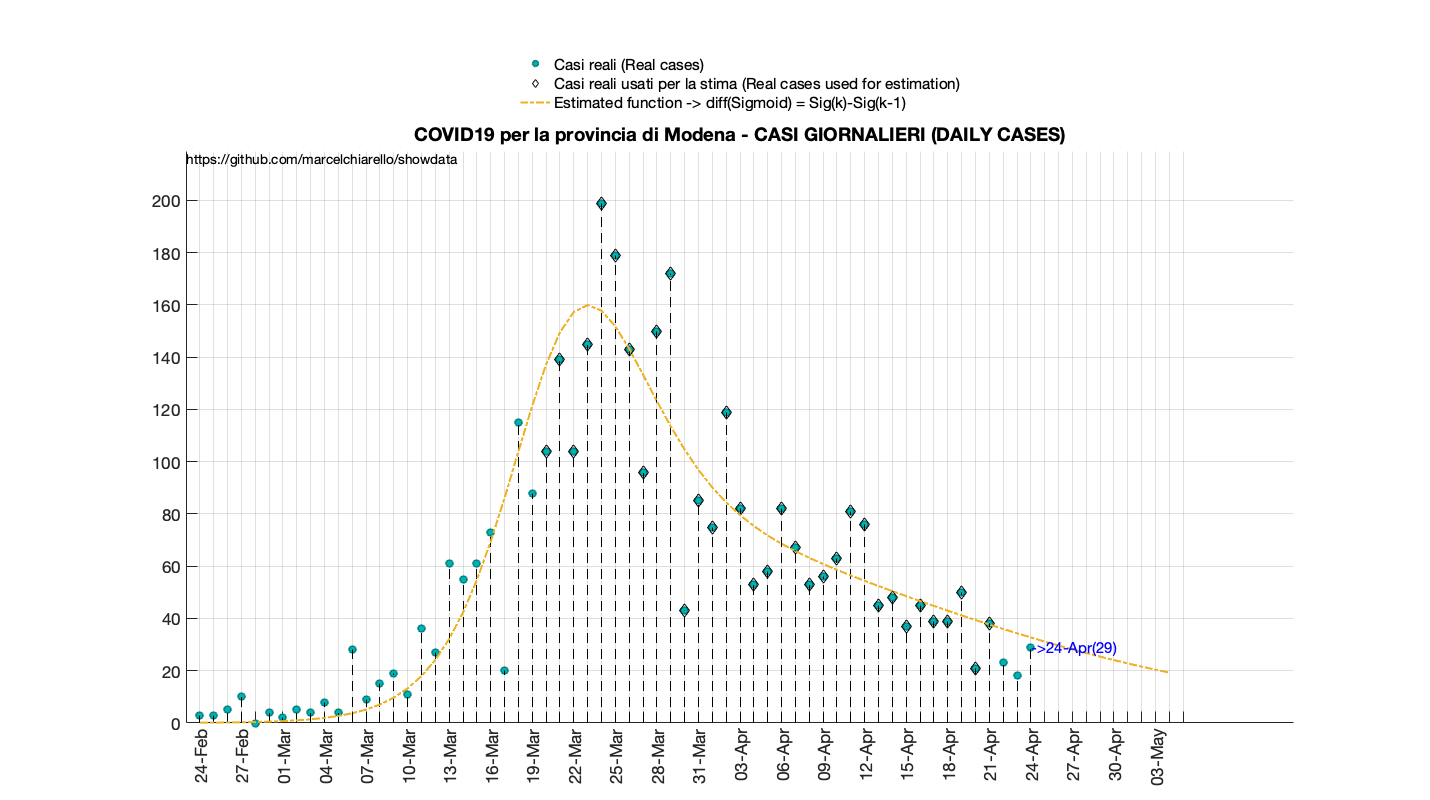 Casi reali (Real cases)
Casi reali usati per la stima (Real cases used for estimation)
Estimated function -> diff(Sigmoid) = Sig(k)-Sig(k-1)
COVID19 per la provincia di Modena - CASI GIORNALIERI (DAILY CASES)
https://github.com/marcelchiarello/showdata
200
180
160
140
120
100
80
60
40
20
0
->24-Apr(29)
24-Feb
27-Feb
01-Mar
04-Mar
07-Mar
10-Mar
13-Mar
16-Mar
19-Mar
22-Mar
25-Mar
28-Mar
31-Mar
03-Apr
06-Apr
09-Apr
12-Apr
15-Apr
18-Apr
21-Apr
24-Apr
27-Apr
30-Apr
03-May